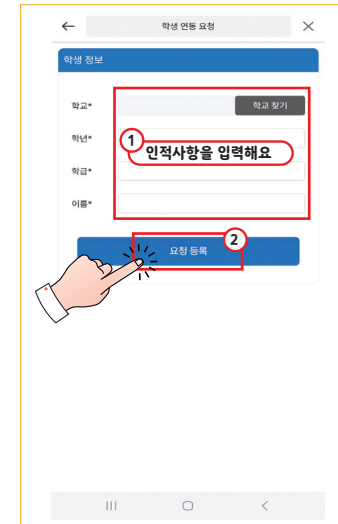 학생 연동 요청
학생 정보
학교*
학교 찾기
학년*
1
인적사항을 입력해요
학급*
이름*
2
요청 등록